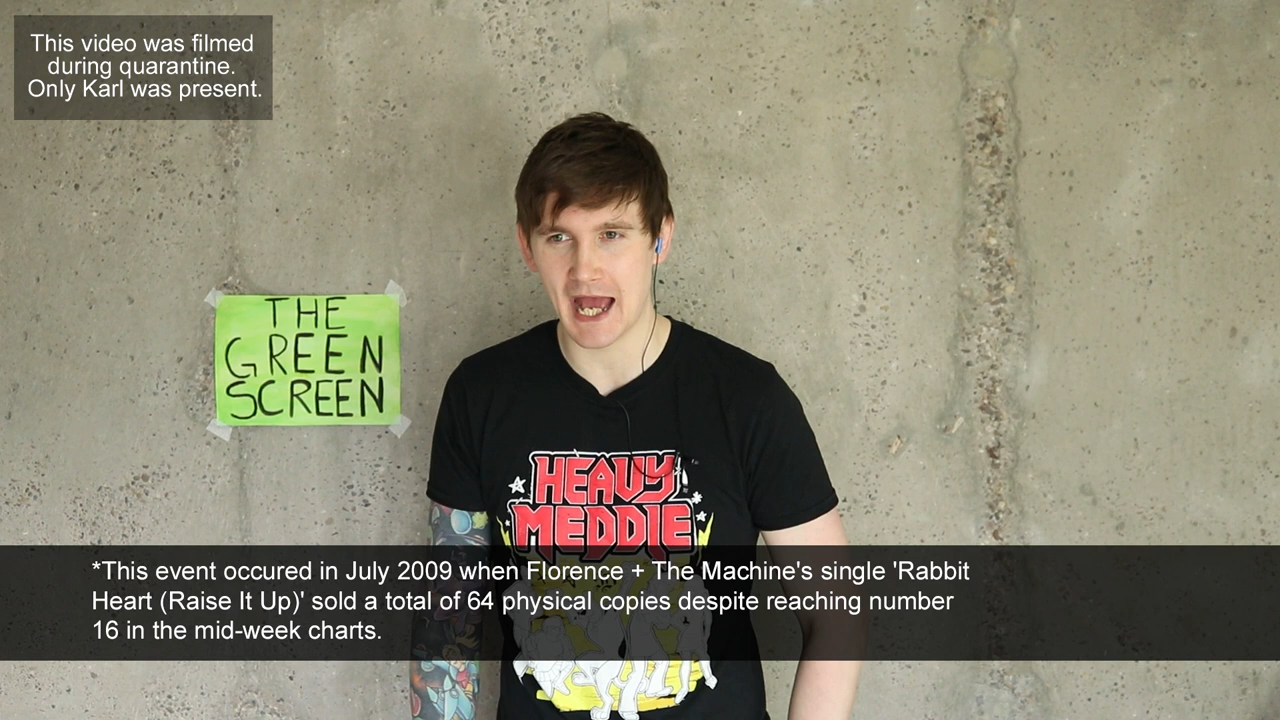 This video was filmed
during quarantine.
Only Karl was present.
THE
GREEN
SCREEN
HEAVY
MEDDLE
*This event occured in July 2009 when Florence + The Machine's single 'Rabbit
Heart (Raise It Up)' sold a total of 64 physical copies despite reaching number
16 in the mid-week charts.